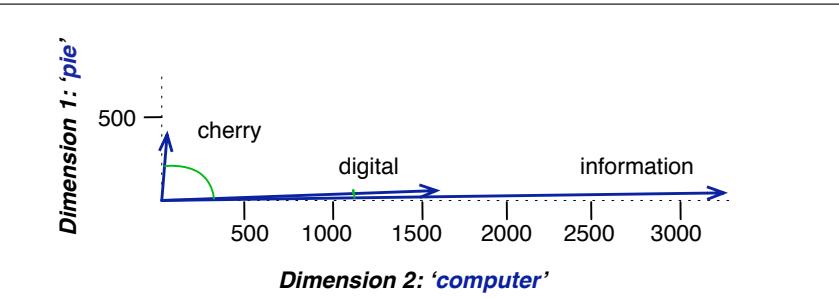 Dimension 1: ‘pie’
500
cherry
digital
information
500 1000 1500 2000 2500 3000
Dimension 2: ‘computer’